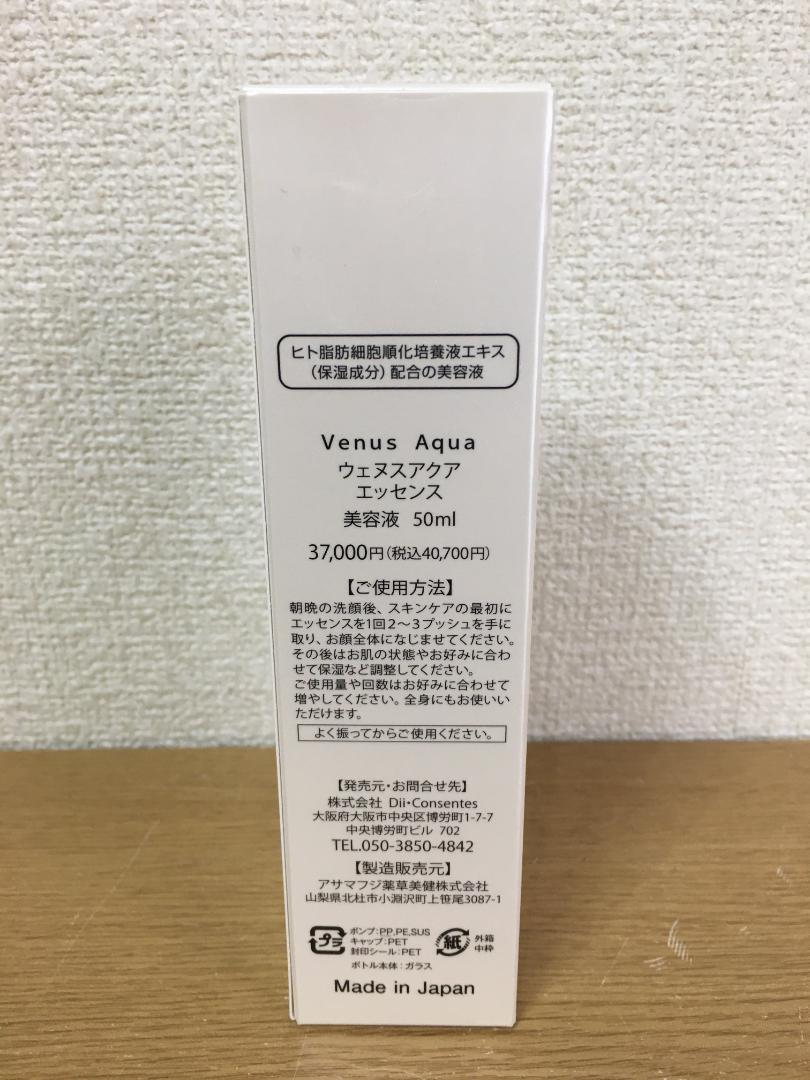 ヒト脂肪細胞順化培養液エキス
（保湿成分）配合の美容液
Venus Aqua
ウェヌスアクア
エッセンス
美容液 50ml
37,000円（税込40,700円）
【ご使用方法】
朝晩の洗顔後、スキンケアの最初に
エッセンスを1回2〜3プッシュを手に
取り、お顔全体になじませてください。
その後はお肌の状態やお好みに合わ
せて保湿など調整してください。
ご使用量や回数はお好みに合わせて
増やしてください。全身にもお使いい
ただけます。
よく振ってからご使用ください。
【発売元・お問合せ先】
株式会社 Dii・Consentes
大阪府大阪市中央区博労町1-7-7
中央博労町ビル 702
TEL.050-3850-4842
【製造販売元】
アサマフジ薬草美健株式会社
山梨県北杜市小淵沢町上笹尾3087-1
プラ
ポンプ：PP,PE,SUS
キャップ：PET
封印シール：PET
紙
外箱
中枠
ボトル本体：ガラス
Made in Japan